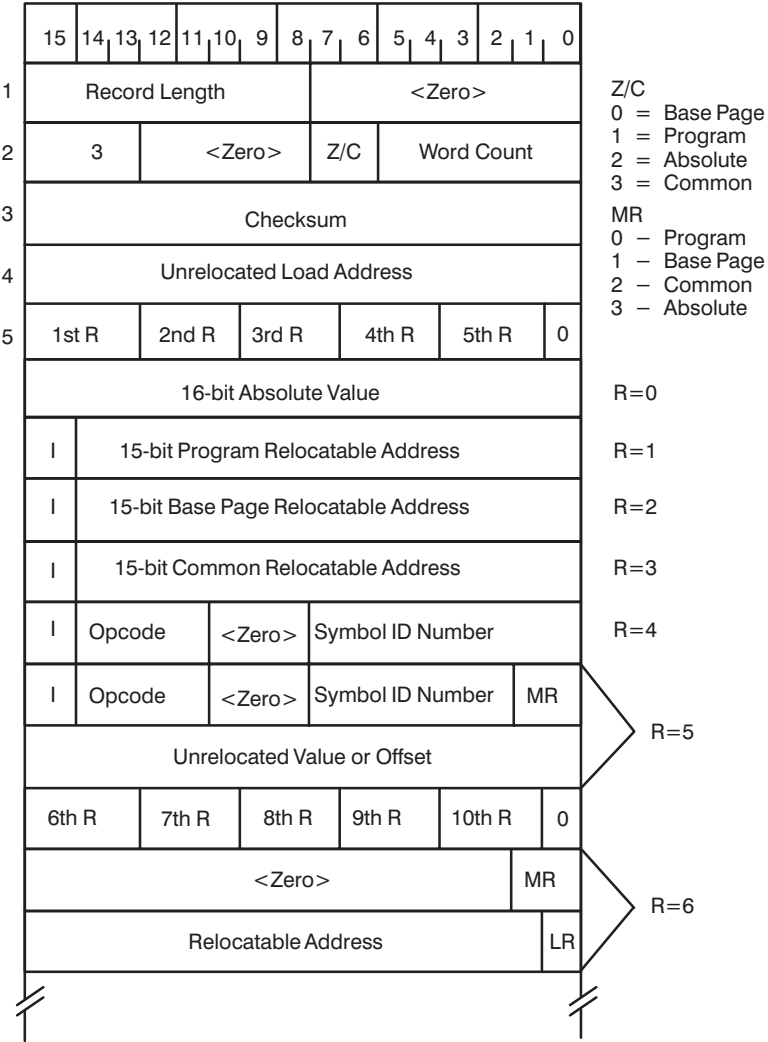 15 14 13 12 11 10 9 8 7 6 5 4 3 2 1 0
1 Record Length <Zero>
2 3 <Zero> Z/C Word Count
3 Checksum
4 Unrelocated Load Address
5 1st R 2nd R 3rd R 4th R 5th R 0
16-bit Absolute Value R=0
I 15-bit Program Relocatable Address R=1
I 15-bit Base Page Relocatable Address R=2
I 15-bit Common Relocatable Address R=3
I Opcode <Zero> Symbol ID Number R=4
I Opcode <Zero> Symbol ID Number MR
Unrelocated Value or Offset
R=5
6th R 7th R 8th R 9th R 10th R 0
<Zero> MR
Relocatable Address LR
R=6
Z/C
0 = Base Page
1 = Program
2 = Absolute
3 = Common
MR
0 – Program
1 – Base Page
2 – Common
3 – Absolute